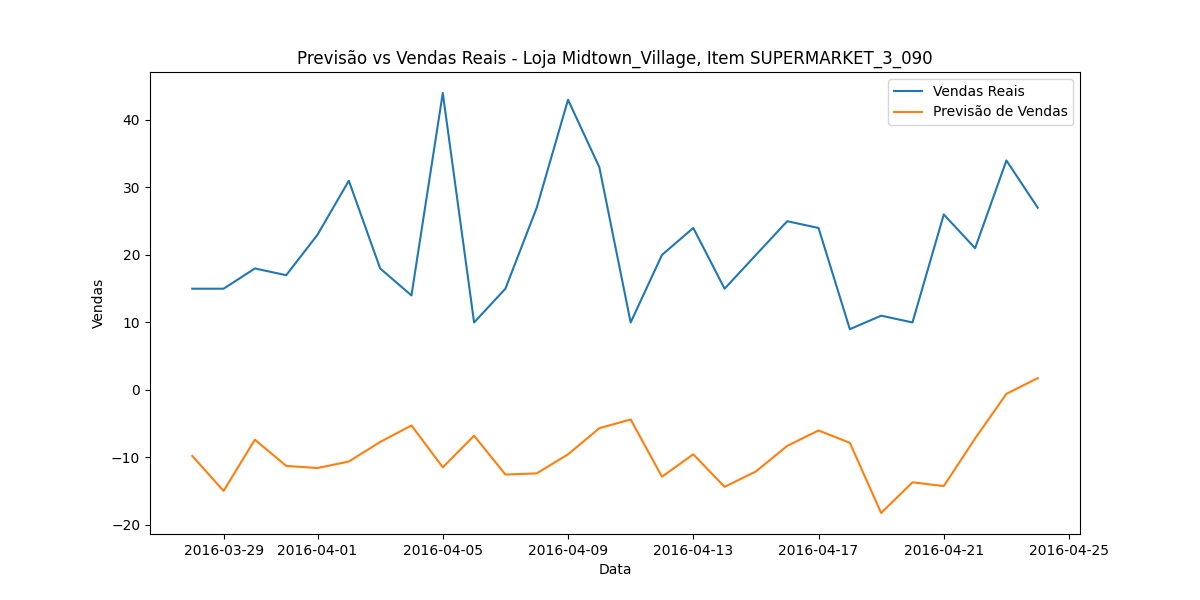 Previsão vs Vendas Reais - Loja Midtown_Village, Item SUPERMARKET_3_090
Vendas Reais
Previsão de Vendas
40
30
20
10
0
−10
−20
Vendas
2016-03-29 2016-04-01 2016-04-05 2016-04-09 2016-04-13 2016-04-17 2016-04-21 2016-04-25
Data